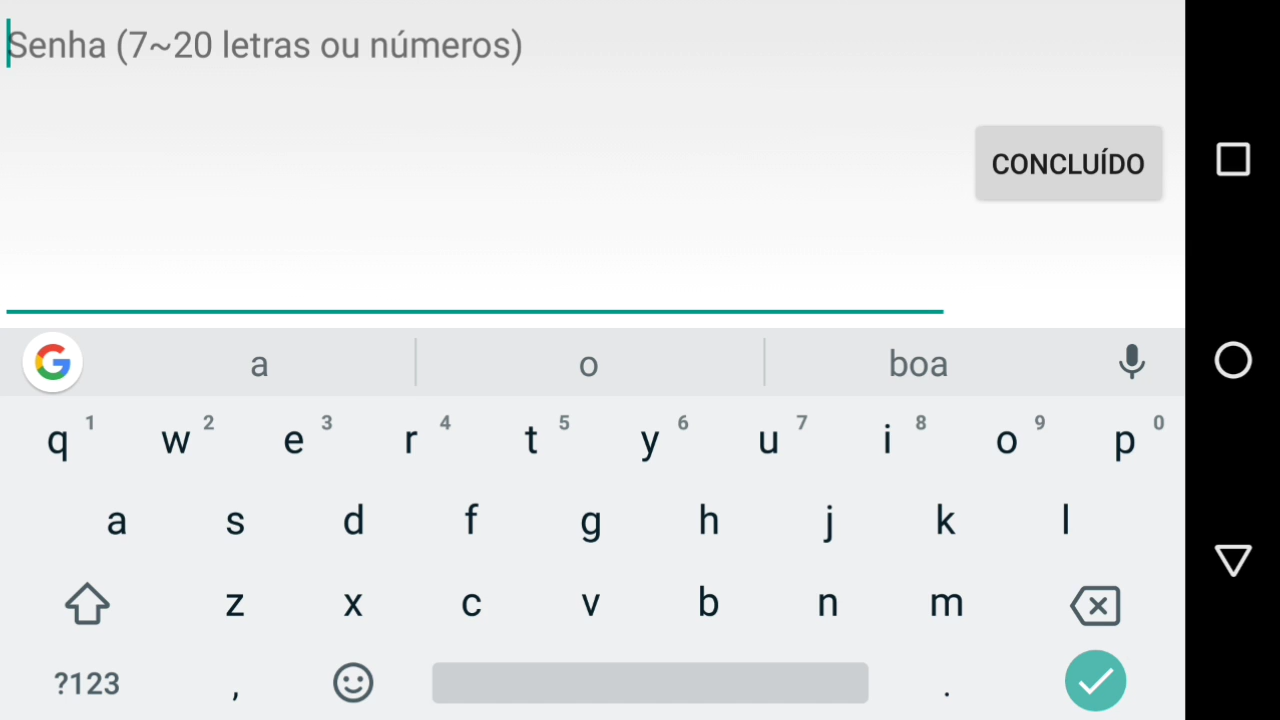 Senha (7~20 letras ou números)
CONCLUÍDO
a o boa
q 1 w 2 e 3 r 4 t 5 y 6 u 7 i 8 o 9 p 0
a s d f g h j k l
z x c v b n m
?123 , .